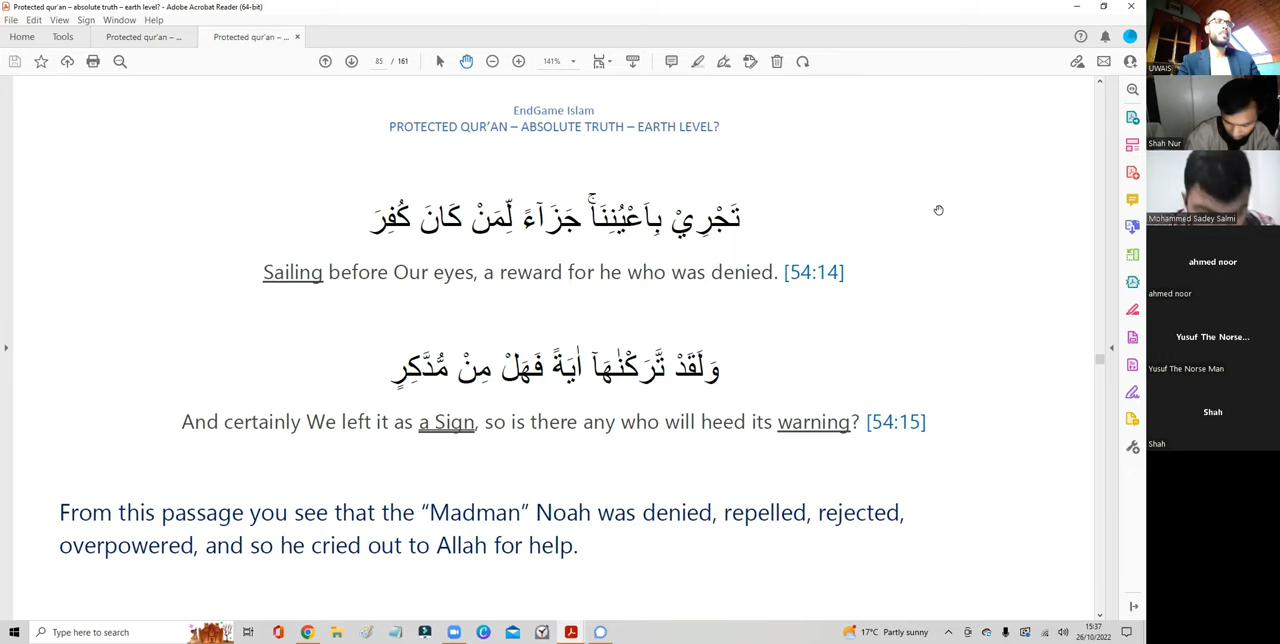 Protected qur'an – absolute truth – earth level? - Adobe Acrobat Reader (64-bit)
File Edit View Sign Window Help
Home Tools Protected qur'an – ... Protected qur'an – ... ×
85 / 161 141%
EndGame Islam
PROTECTED QUR'AN – ABSOLUTE TRUTH – EARTH LEVEL?
تَجْرِيْ بِاَعْيُنِنَاۚ جَزَآءً لِّمَنْ كَانَ كُفِرَ
Sailing before Our eyes, a reward for he who was denied. [54:14]
وَلَقَدْ تَّرَكْنٰهَآ اٰيَةً فَهَلْ مِنْ مُّدَّكِرٍ
And certainly We left it as a Sign, so is there any who will heed its warning? [54:15]
From this passage you see that the “Madman” Noah was denied, repelled, rejected,
overpowered, and so he cried out to Allah for help.
UWAIS
Shah Nur
Mohammed Sadey Salmi
ahmed noor
ahmed noor
Yusuf The Norse...
Yusuf The Norse Man
Shah
Shah
Type here to search
17°C Partly sunny
15:37
26/10/2022